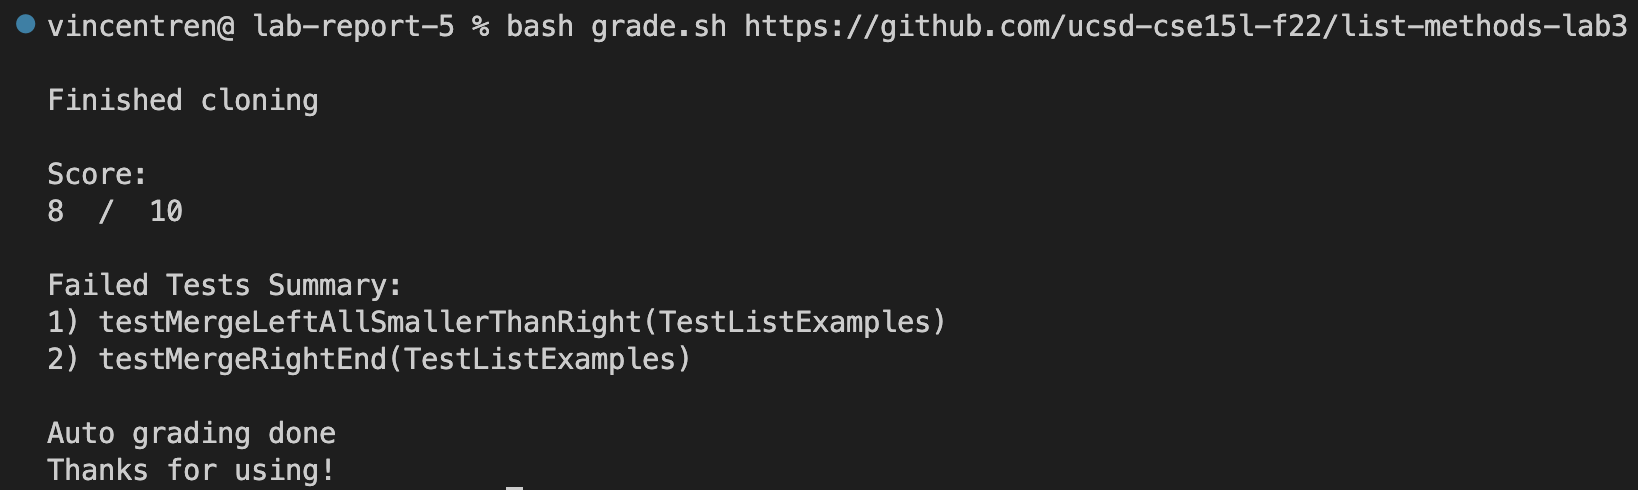 vincentren@ lab-report-5 % bash grade.sh https://github.com/ucsd-cse15l-f22/list-methods-lab3
Finished cloning
Score:
8  /  10
Failed Tests Summary:
1) testMergeLeftAllSmallerThanRight(TestListExamples)
2) testMergeRightEnd(TestListExamples)
Auto grading done
Thanks for using!